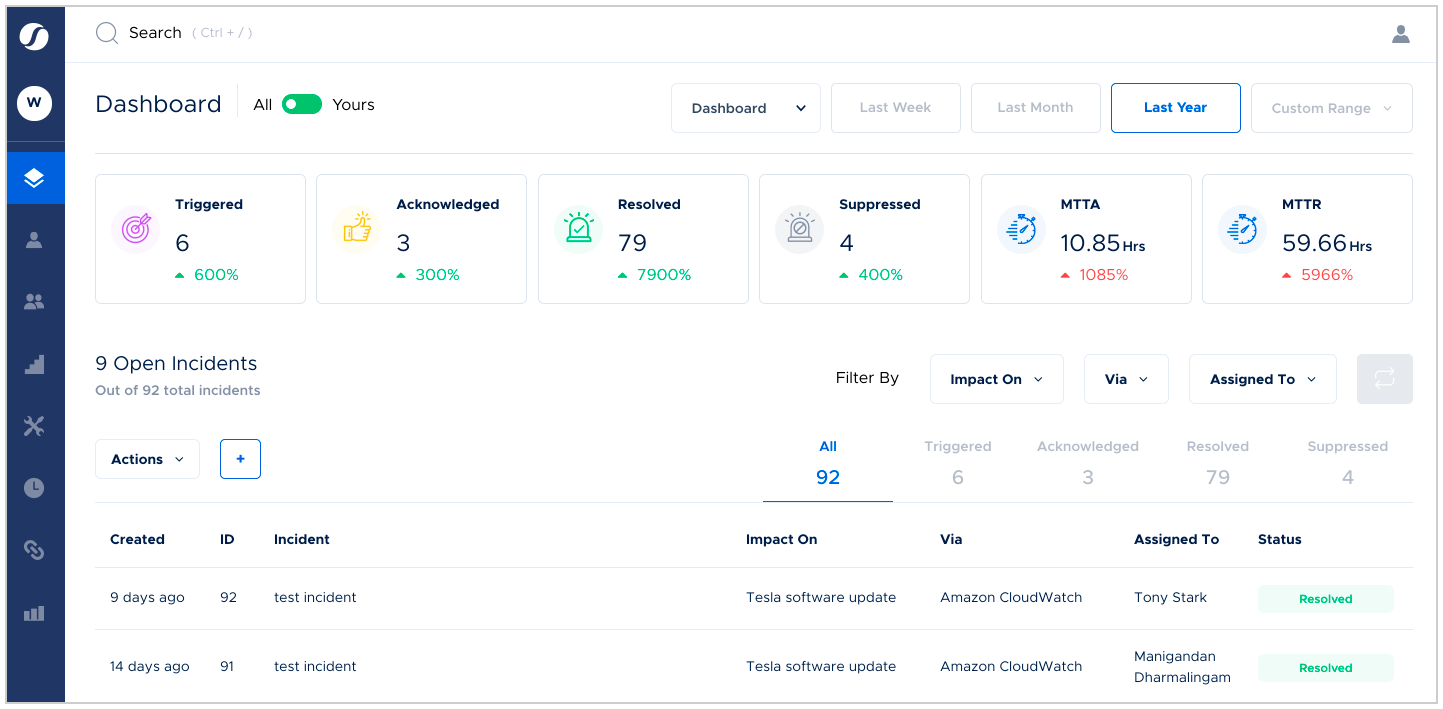 Search ( Ctrl + / )
W
Dashboard All Yours
Dashboard Last Week Last Month Last Year Custom Range
Triggered
6
600%
Acknowledged
3
300%
Resolved
79
7900%
Suppressed
4
400%
MTTA
10.85 Hrs
1085%
MTTR
59.66 Hrs
5966%
9 Open Incidents
Out of 92 total incidents
Filter By Impact On Via Assigned To
Actions +
All Triggered Acknowledged Resolved Suppressed
92 6 3 79 4
Created ID Incident Impact On Via Assigned To Status
9 days ago 92 test incident Tesla software update Amazon CloudWatch Tony Stark Resolved
14 days ago 91 test incident Tesla software update Amazon CloudWatch Manigandan Resolved
Dharmalingam